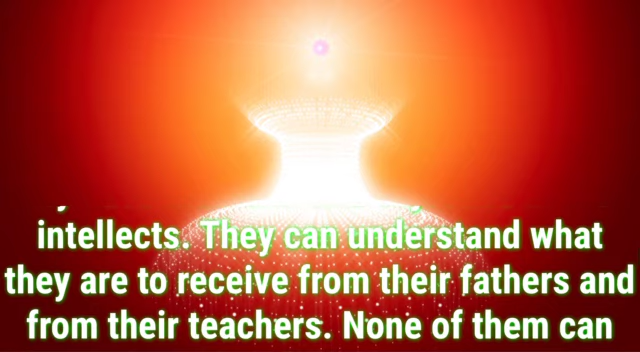 intellects. They can understand what
they are to receive from their fathers and
from their teachers. None of them can